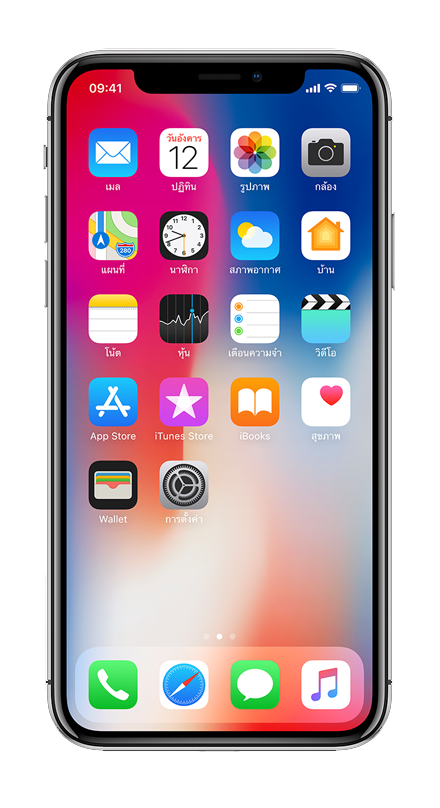 09:41
วันอังคาร
12
เมล
ปฏิทิน
รูปภาพ
กล้อง
280
แผนที่
นาฬิกา
สภาพอากาศ
บ้าน
โน้ต
หุ้น
เตือนความจำ
วิดีโอ
App Store
iTunes Store
iBooks
สุขภาพ
Wallet
การตั้งค่า